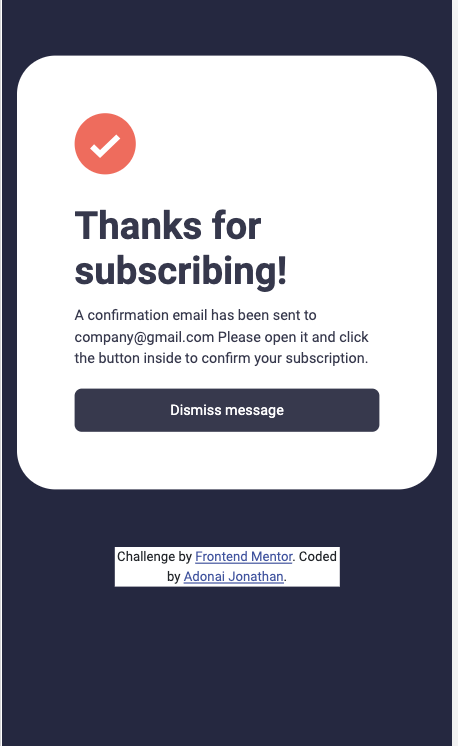 Thanks for
subscribing!
A confirmation email has been sent to
company@gmail.com Please open it and click
the button inside to confirm your subscription.
Dismiss message
Challenge by Frontend Mentor. Coded
by Adonai Jonathan.